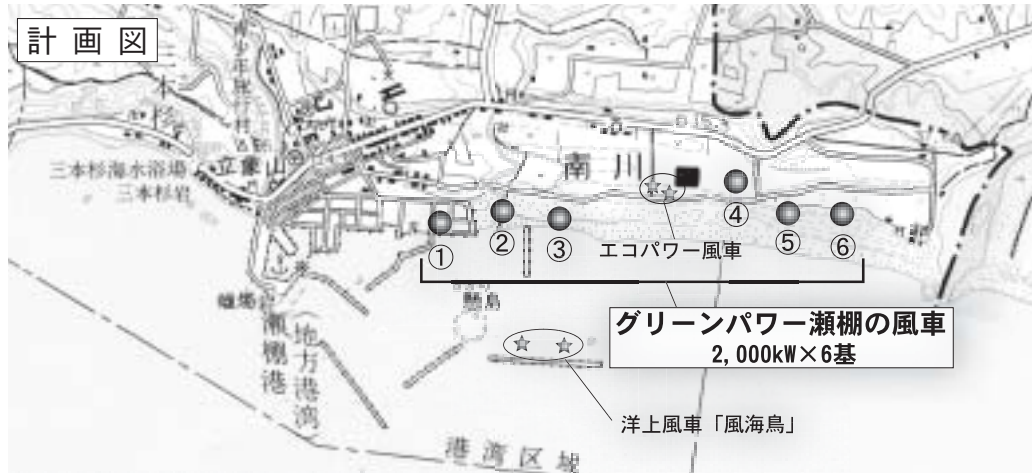 計画図
三本杉海水浴場
三本杉岩
立象山
南川
①
②
③
④
⑤
⑥
エコパワー風車
グリーンパワー瀬棚の風車
2,000kW×6基
瀬棚港
(地方港湾)
洋上風車「風海鳥」
港湾区域